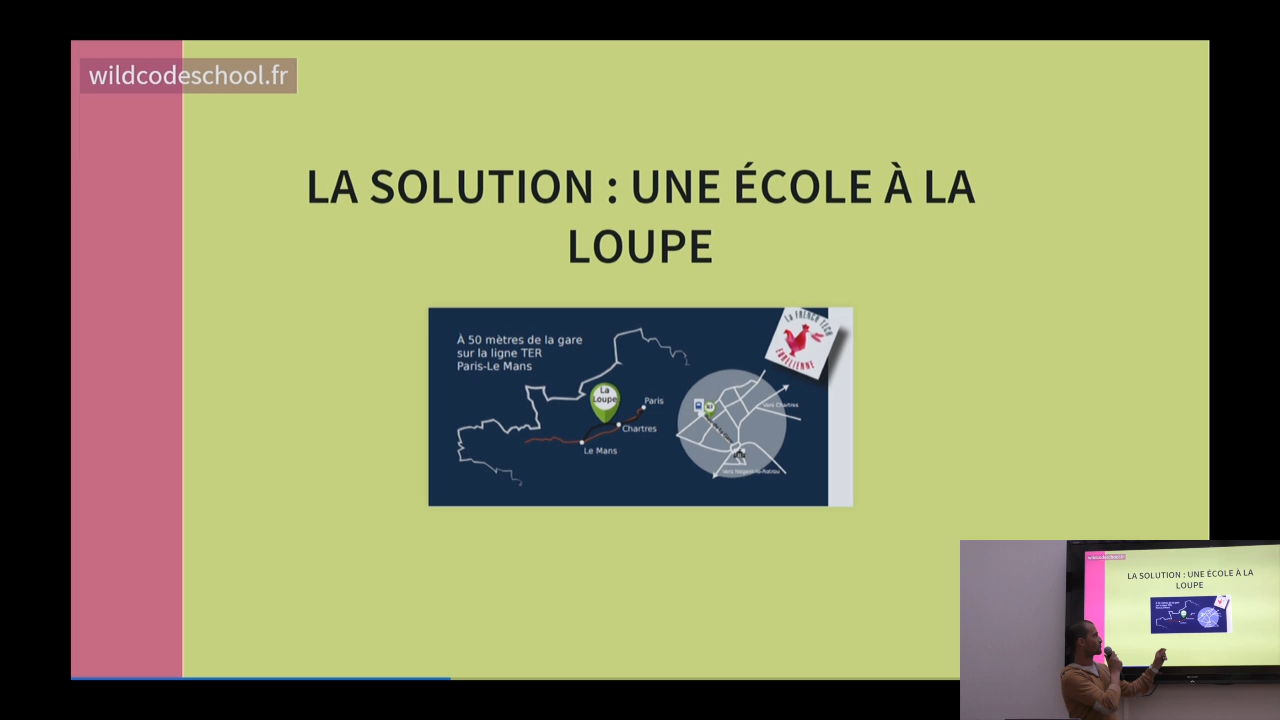 wildcodeschool.fr
LA SOLUTION : UNE ÉCOLE À LA
LOUPE
À 50 mètres de la gare
sur la ligne TER
Paris-Le Mans
La
Loupe
Paris
Chartres
Le Mans
La FRENCH TECH
EURÉLIENNE
Vers Chartres
LA SOLUTION : UNE ÉCOLE À LA
LOUPE